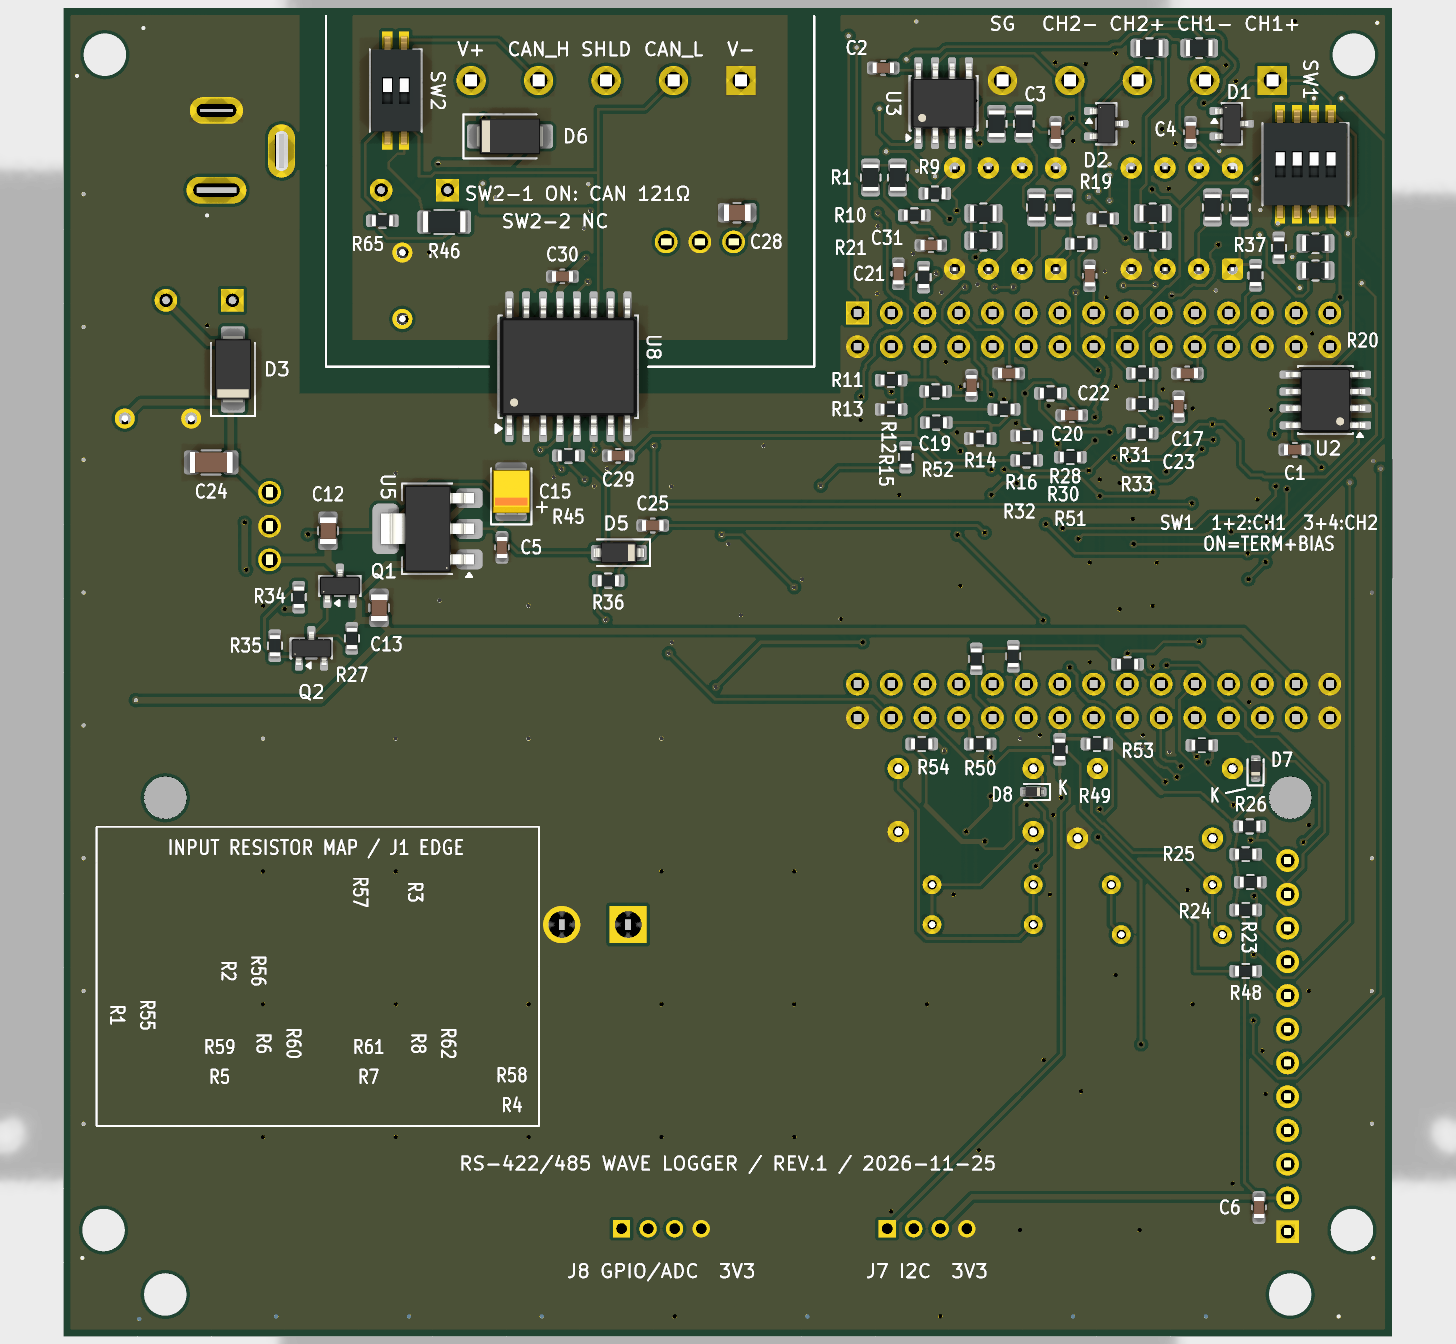 SG CH2- CH2+ CH1- CH1+
V+ CAN_H SHLD CAN_L V-
C2
SW2
SW1
U3
C3
D1
D6
C4
D2
R1
R9
R19
SW2-1 ON: CAN 121Ω
SW2-2 NC
R10
R65
R46
C28
C31
R21
R37
C30
C21
U8
R20
D3
R11
C22
R13
R12
R15
C19
C20
C17
U2
R14
R31
R52
C23
C1
R28
C24
C12
U5
C15
+
R45
C29
C25
R16
R30
R33
R32
R51
D5
SW1 1+2:CH1 3+4:CH2
ON=TERM+BIAS
C5
Q1
R34
R36
R35
C13
R27
Q2
R54
R50
R53
D7
D8
K
R49
K
R26
INPUT RESISTOR MAP / J1 EDGE
R57
R3
R25
R24
R23
R2
R56
R48
R1
R55
R59
R6
R60
R61
R8
R62
R5
R7
R58
R4
RS-422/485 WAVE LOGGER / REV.1 / 2026-11-25
C6
J8 GPIO/ADC 3V3
J7 I2C 3V3